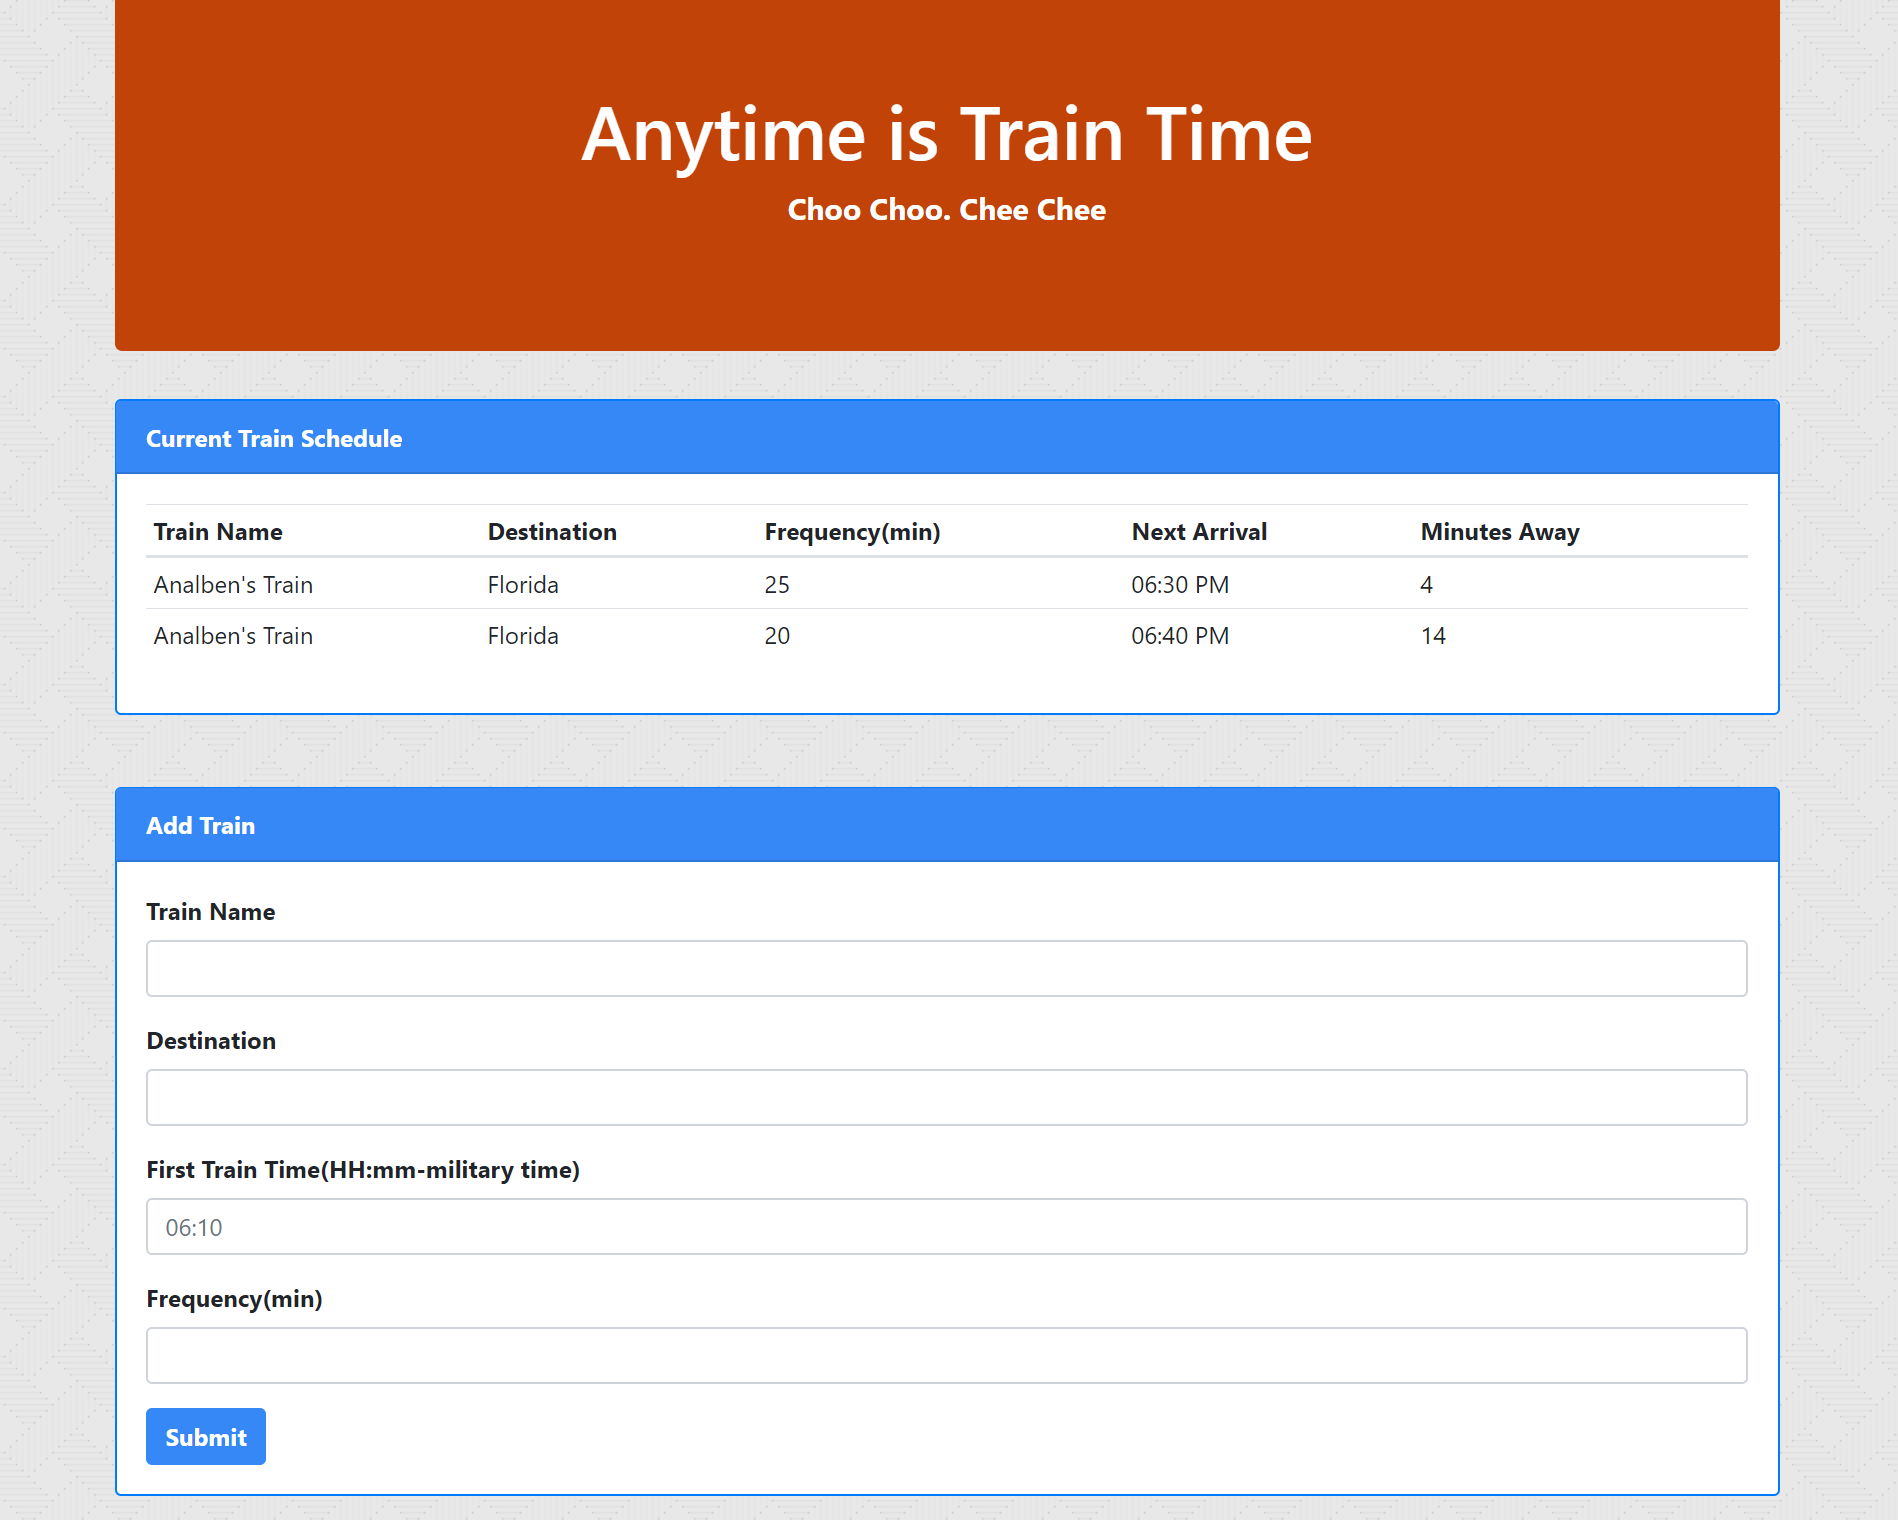 Anytime is Train Time
Choo Choo. Chee Chee
Current Train Schedule
Train Name Destination Frequency(min) Next Arrival Minutes Away
Analben's Train Florida 25 06:30 PM 4
Analben's Train Florida 20 06:40 PM 14
Add Train
Train Name
Destination
First Train Time(HH:mm-military time)
06:10
Frequency(min)
Submit